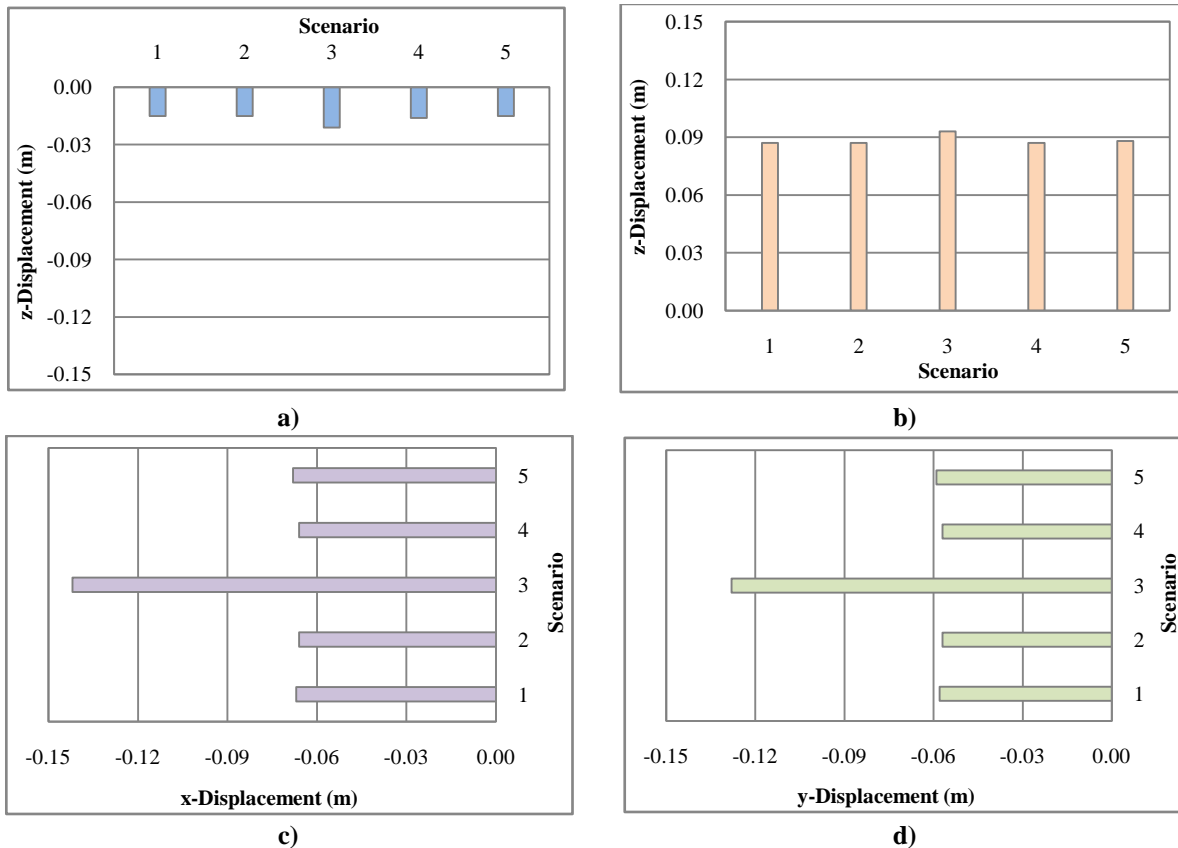 Scenario
1 2 3 4 5
0.00
-0.03
-0.06
-0.09
-0.12
-0.15
z-Displacement (m)
a)
0.15
0.12
0.09
0.06
0.03
0.00
z-Displacement (m)
1 2 3 4 5
Scenario
b)
5
4
3
2
1
Scenario
-0.15 -0.12 -0.09 -0.06 -0.03 0.00
x-Displacement (m)
c)
5
4
3
2
1
Scenario
-0.15 -0.12 -0.09 -0.06 -0.03 0.00
y-Displacement (m)
d)